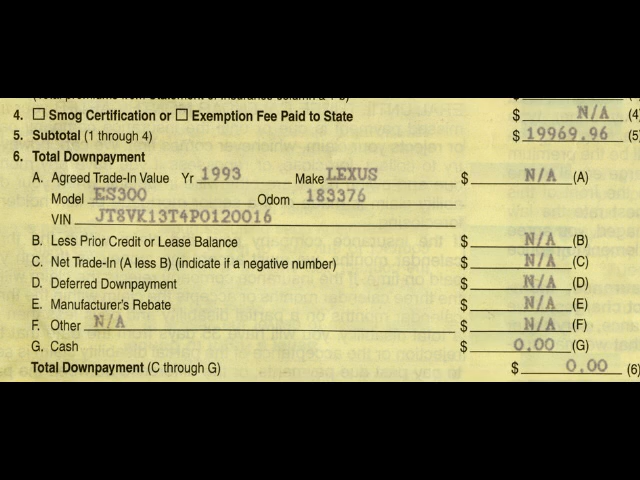 4. ☐ Smog Certification or ☐ Exemption Fee Paid to State $ N/A (4)
5. Subtotal (1 through 4) $ 19969.96 (5)
6. Total Downpayment
A. Agreed Trade-In Value Yr 1993 Make LEXUS $ N/A (A)
Model ES300 Odom 183376
VIN JT8VK13T4P0120016
B. Less Prior Credit or Lease Balance $ N/A (B)
C. Net Trade-In (A less B) (indicate if a negative number) $ N/A (C)
D. Deferred Downpayment $ N/A (D)
E. Manufacturer's Rebate $ N/A (E)
F. Other N/A $ N/A (F)
G. Cash $ 0.00 (G)
Total Downpayment (C through G) $ 0.00 (6)